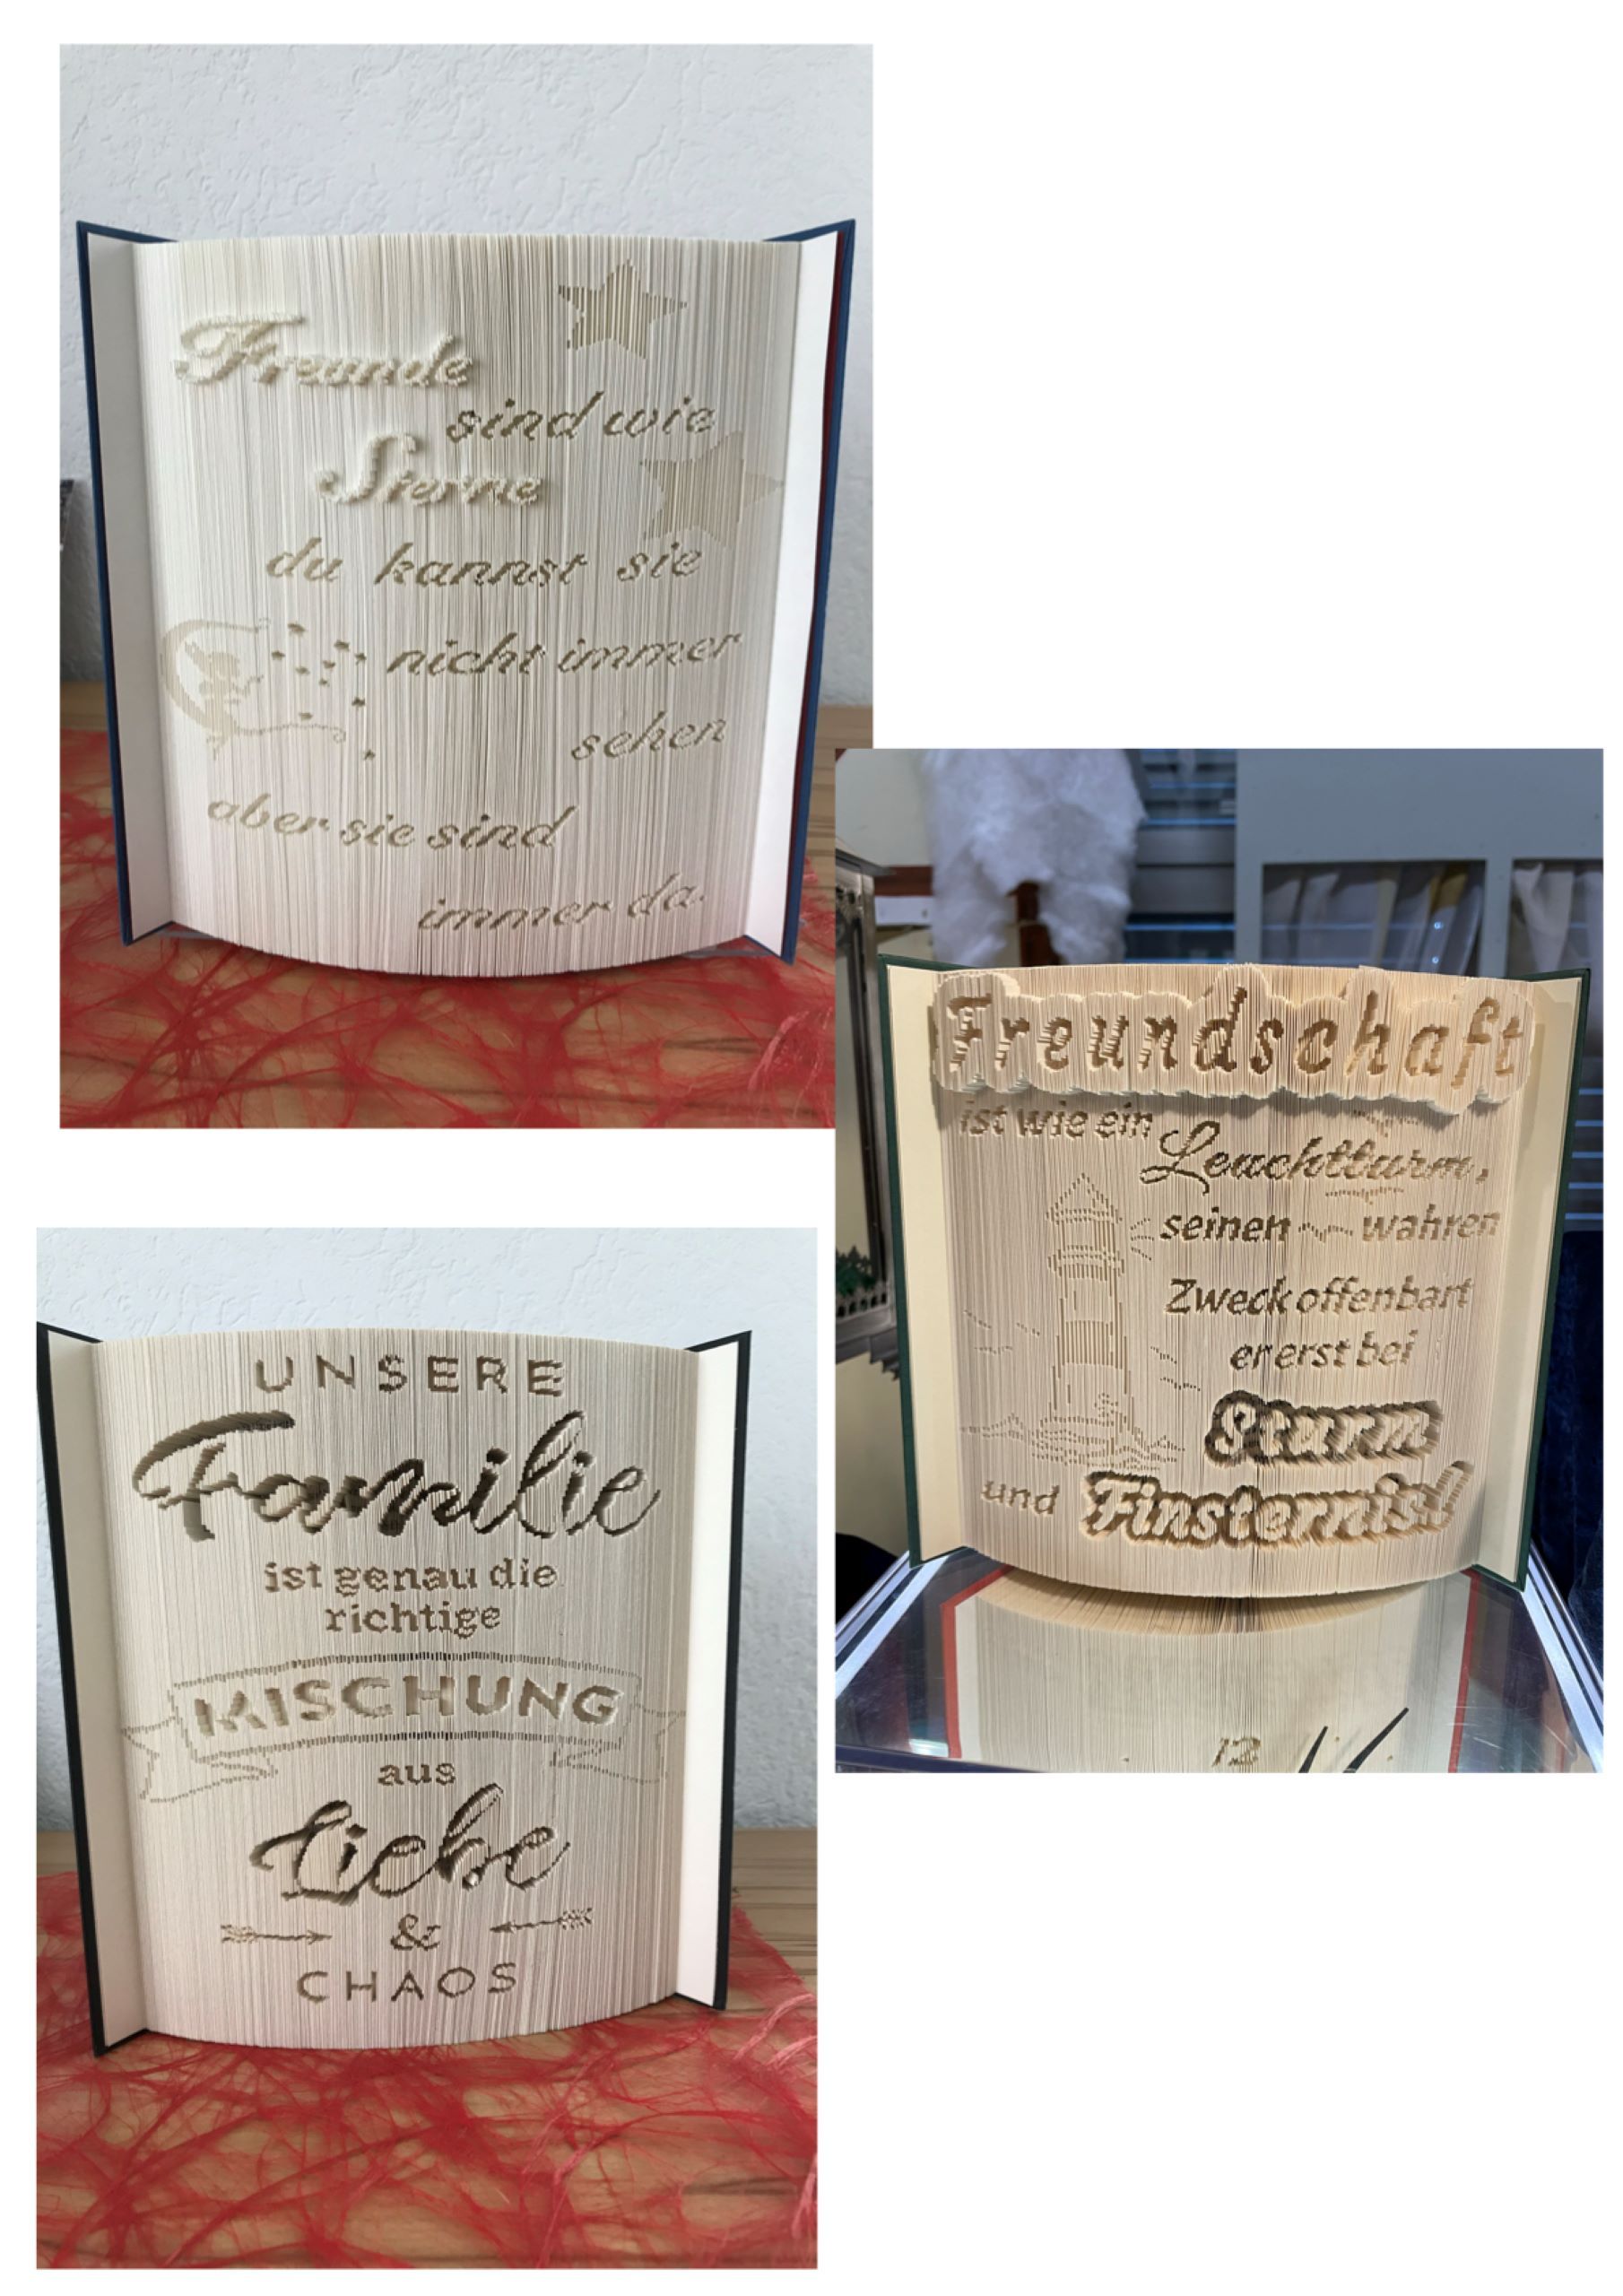 Freunde
sind wie
Sterne
du kannst sie
nicht immer
sehen
aber sie sind
immer da.
Freundschaft
ist wie ein
Leuchtturm,
seinen wahren
Zweck offenbart
er erst bei
Sturm
und Finsternis!
12
UNSERE
Familie
ist genau die
richtige
MISCHUNG
aus
Liebe
&
CHAOS